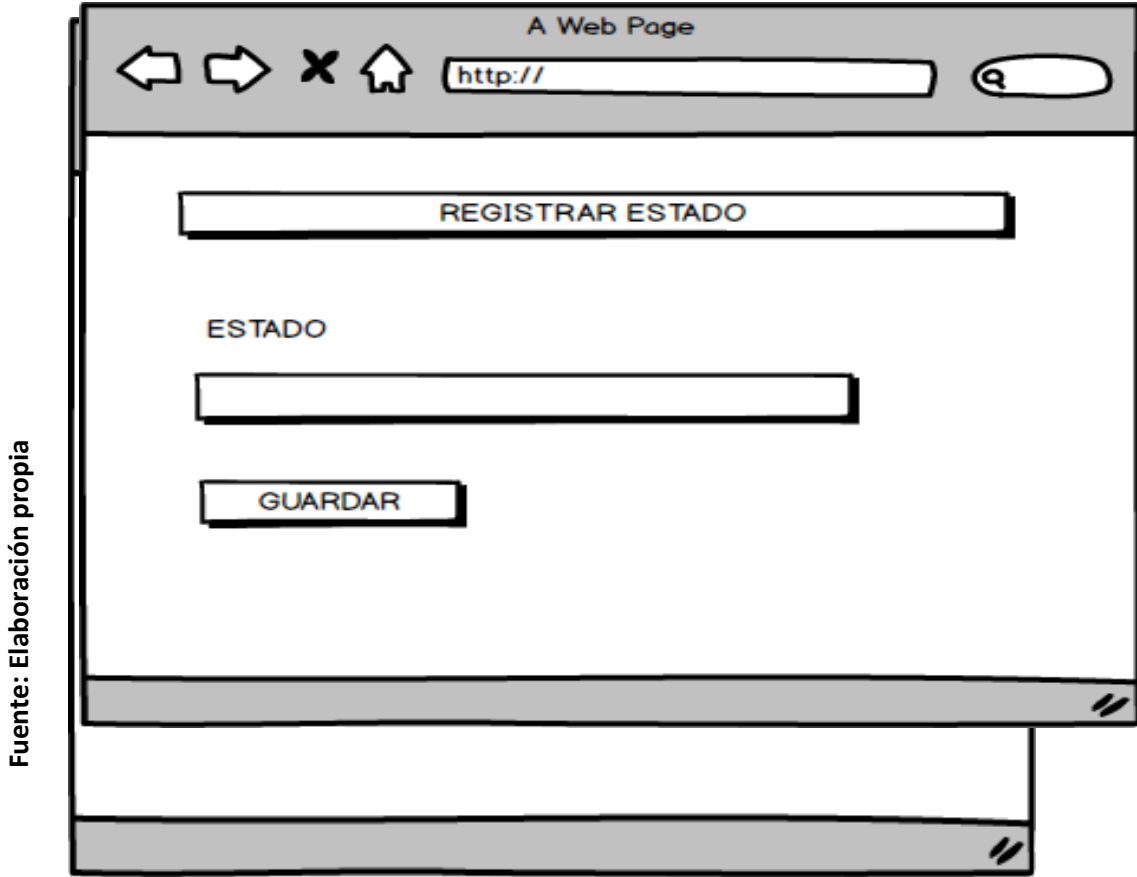 A Web Page
http://
REGISTRAR ESTADO
ESTADO
GUARDAR
Fuente: Elaboración propia